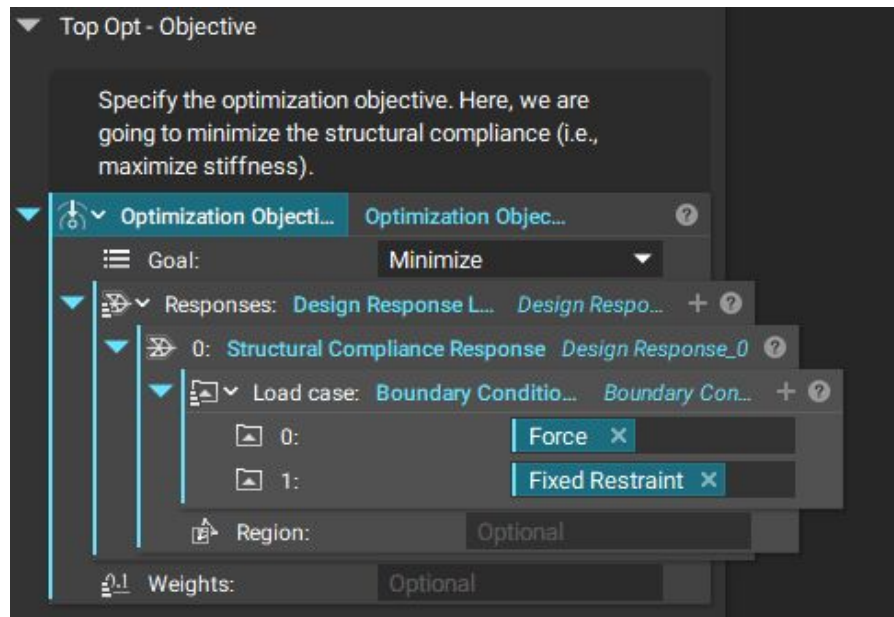 Top Opt - Objective
Specify the optimization objective. Here, we are
going to minimize the structural compliance (i.e.,
maximize stiffness).
Optimization Objecti... Optimization Objec...
Goal: Minimize
Responses: Design Response L... Design Respo...
0: Structural Compliance Response Design Response_0
Load case: Boundary Conditio... Boundary Con...
0: Force
1: Fixed Restraint
Region: Optional
0.1 Weights: Optional